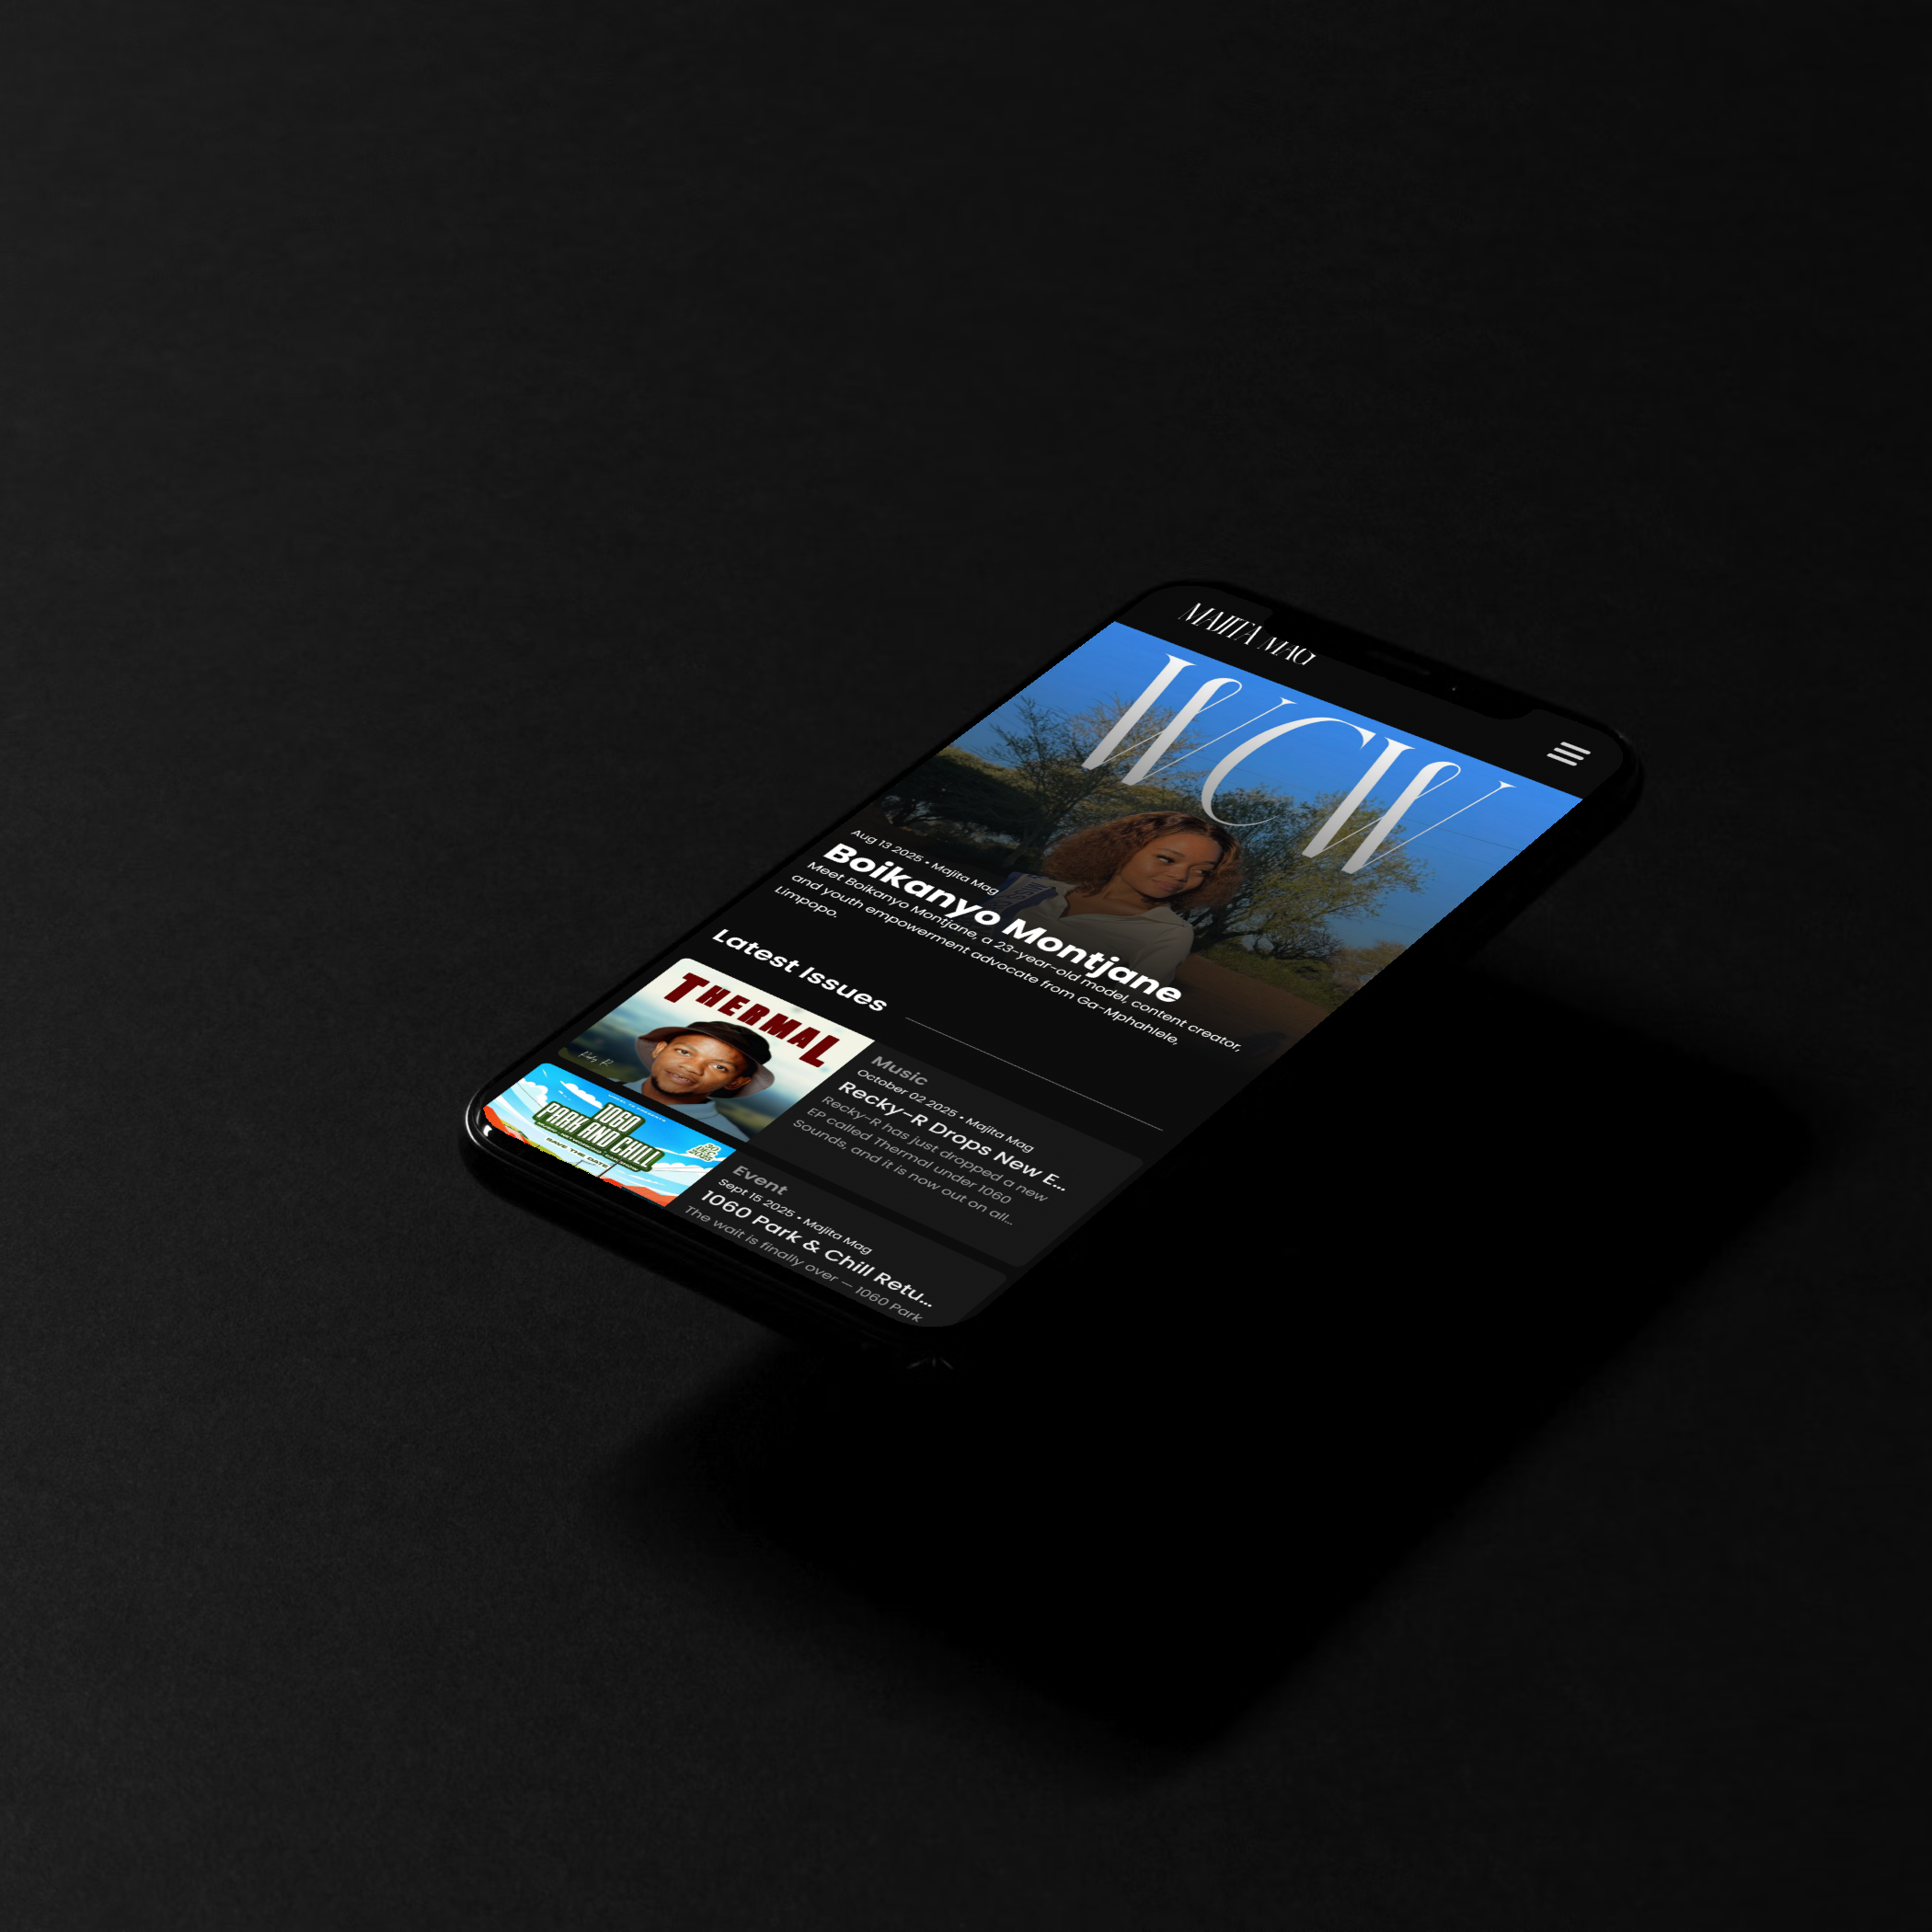 MAJITA MAG
WCW
Aug 13 2025 • Majita Mag
Boikanyo Montjane
Meet Boikanyo Montjane, a 23-year-old model, content creator,
and youth empowerment advocate from Ga-Mphahlele,
Limpopo.
Latest Issues
THERMAL
Music
October 02 2025 • Majita Mag
Recky-R Drops New E...
Recky-R has just dropped a new
EP called Thermal under 1060
Sounds, and it is now out on all...
1060
PARK AND CHILL
SAVE THE DATE
Event
Sept 15 2025 • Majita Mag
1060 Park & Chill Retu...
The wait is finally over — 1060 Park